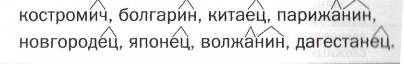 костромич, болгарин, китаец, парижанин,
новгородец, японец, волжанин, дагестанец.